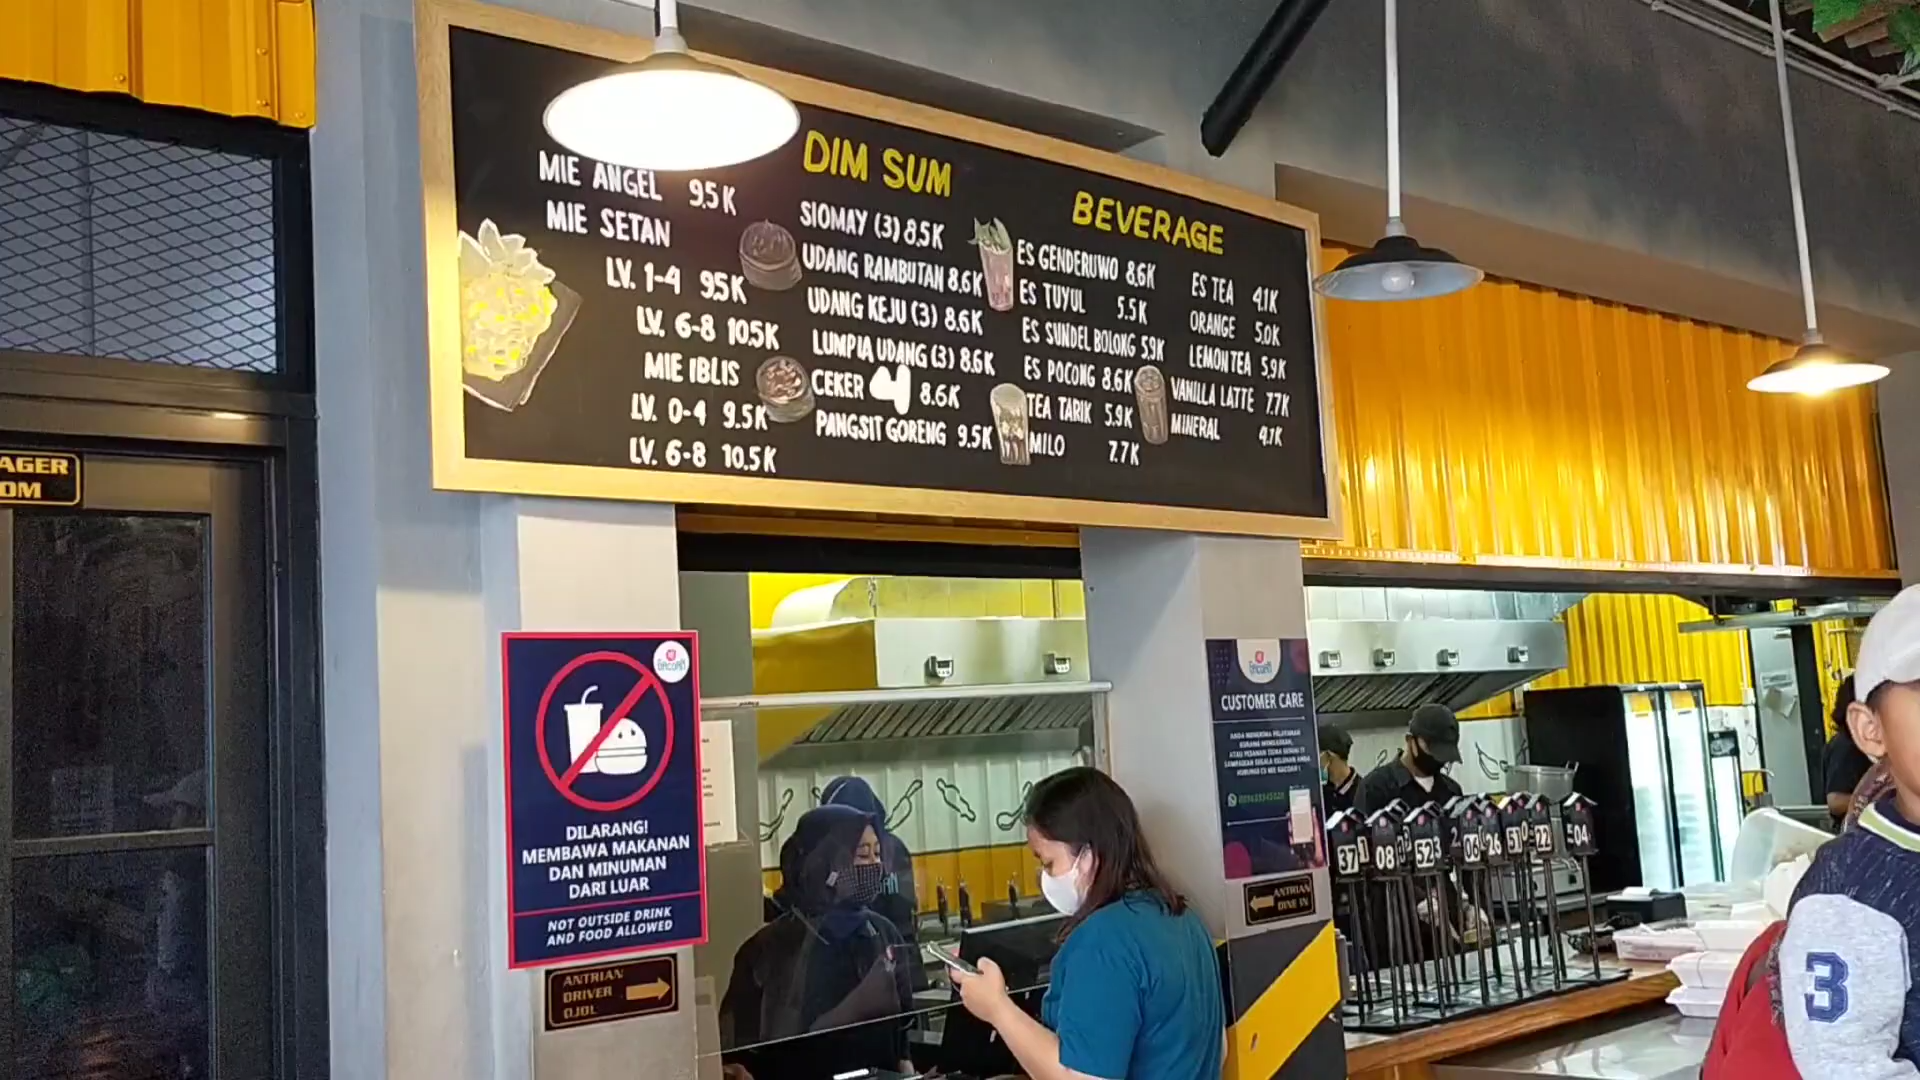 MIE ANGEL 9.5K
MIE SETAN
LV. 1-4 9.5K
LV. 6-8 10.5K
MIE IBLIS
LV. 0-4 9.5K
LV. 6-8 10.5K
DIM SUM
SIOMAY (3) 8.5K
UDANG RAMBUTAN 8.6K
UDANG KEJU (3) 8.6K
LUMPIA UDANG (3) 8.6K
CEKER 4 8.6K
PANGSIT GORENG 9.5K
BEVERAGE
ES GENDERUWO 8.6K
ES TUYUL 5.5K
ES SUNDEL BOLONG 5.9K
ES POCONG 8.6K
TEA TARIK 5.9K
MILO 7.7K
ES TEA 4.1K
ORANGE 5.0K
LEMONTEA 5.9K
VANILLA LATTE 7.7K
MINERAL 4.1K
AGER
OM
GACOAN
DILARANG!
MEMBAWA MAKANAN
DAN MINUMAN
DARI LUAR
NOT OUTSIDE DRINK
AND FOOD ALLOWED
ANTRIAN
DRIVER
OJOL
GACOAN
CUSTOMER CARE
ANTRIAN
DINE IN
37
08
52
06
26
51
22
04
3